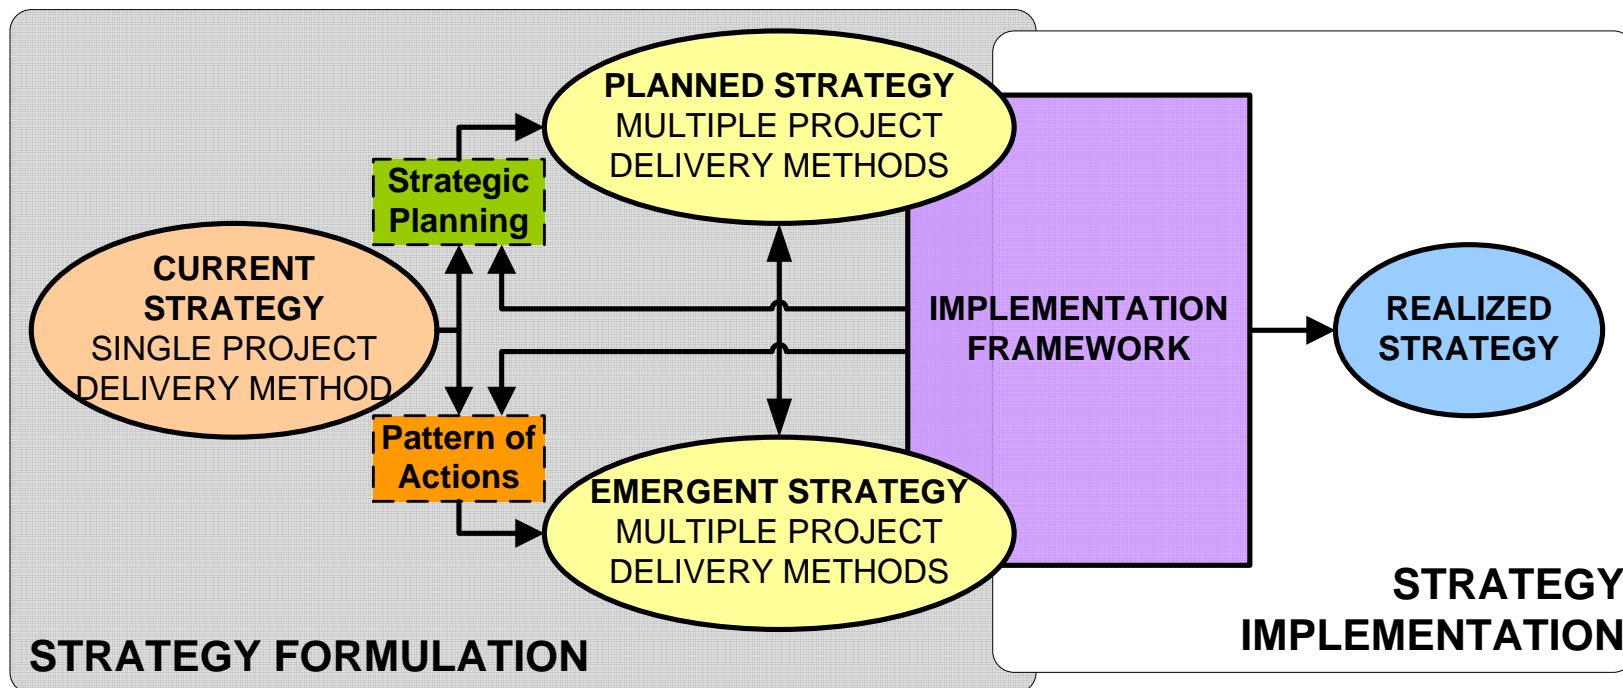 PLANNED STRATEGY
MULTIPLE PROJECT
DELIVERY METHODS
Strategic
Planning
CURRENT
STRATEGY
SINGLE PROJECT
DELIVERY METHOD
IMPLEMENTATION
FRAMEWORK
REALIZED
STRATEGY
Pattern of
Actions
EMERGENT STRATEGY
MULTIPLE PROJECT
DELIVERY METHODS
STRATEGY FORMULATION
STRATEGY
IMPLEMENTATION